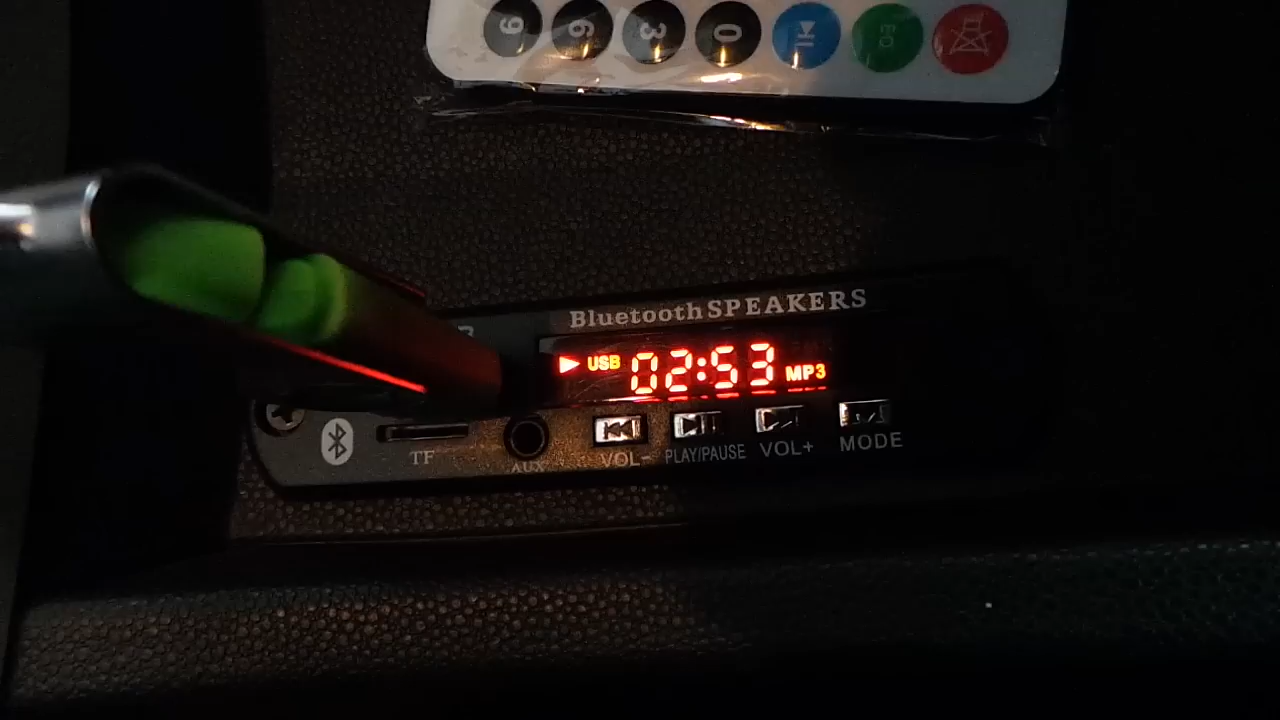 9 6 3 0 EQ
Bluetooth SPEAKERS
USB 02:53 MP3
TF AUX VOL- PLAY/PAUSE VOL+ MODE